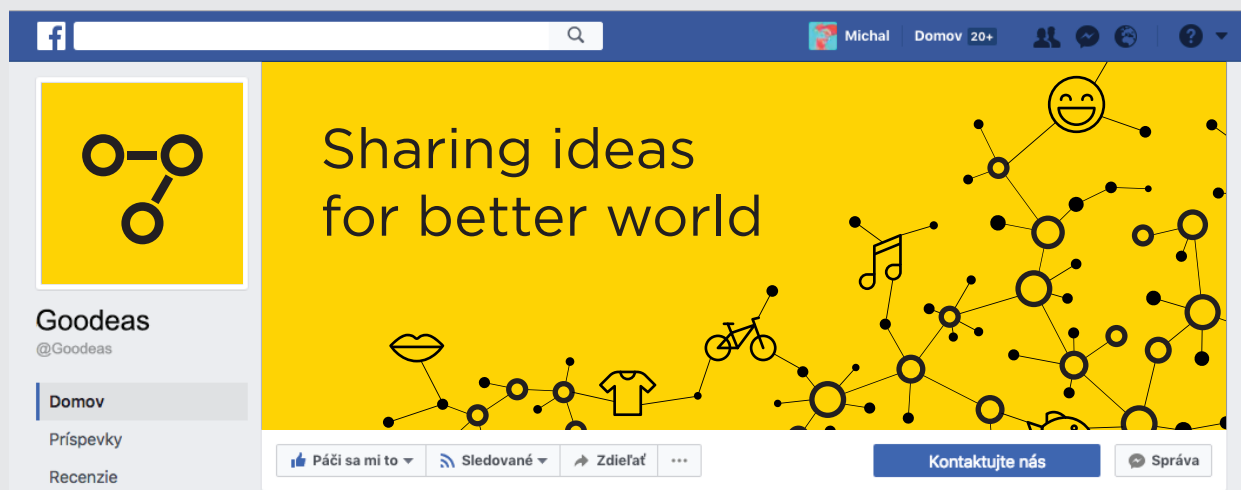 f
Michal Domov 20+
Sharing ideas
for better world
Goodeas
@Goodeas
Domov
Príspevky
Recenzie
Páči sa mi to Sledované Zdieľať ... Kontaktujte nás Správa